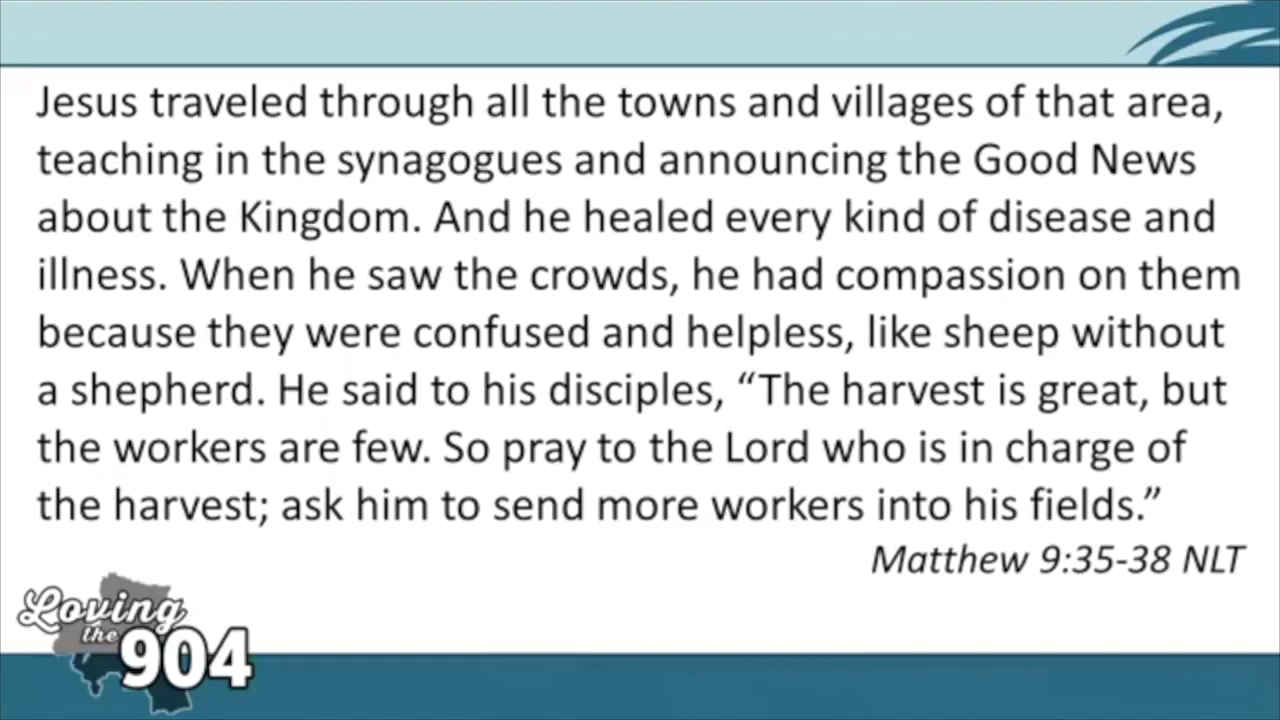 Jesus traveled through all the towns and villages of that area,
teaching in the synagogues and announcing the Good News
about the Kingdom. And he healed every kind of disease and
illness. When he saw the crowds, he had compassion on them
because they were confused and helpless, like sheep without
a shepherd. He said to his disciples, “The harvest is great, but
the workers are few. So pray to the Lord who is in charge of
the harvest; ask him to send more workers into his fields.”
Matthew 9:35-38 NLT
Loving
the
904